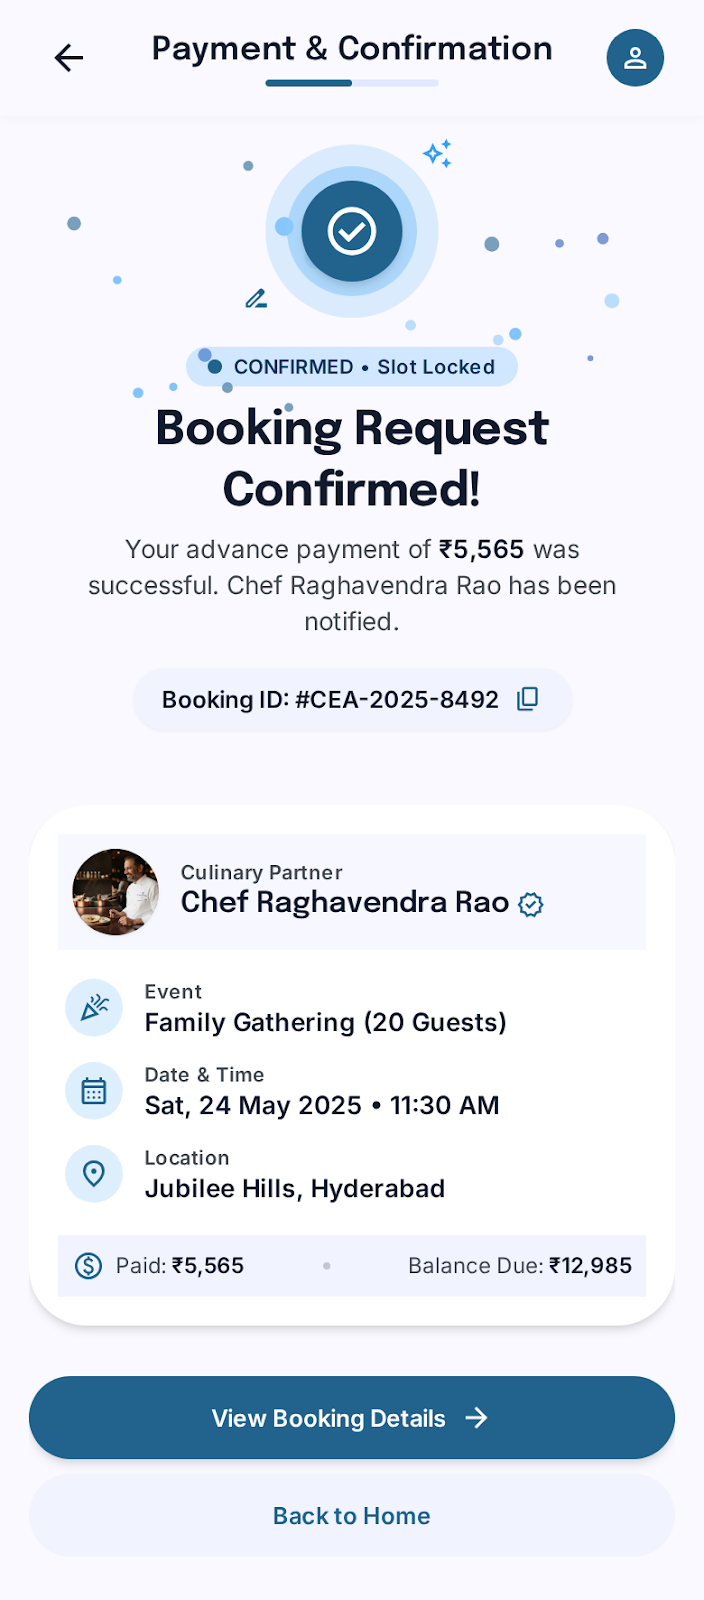 Payment & Confirmation
CONFIRMED • Slot Locked
Booking Request
Confirmed!
Your advance payment of ₹5,565 was
successful. Chef Raghavendra Rao has been
notified.
Booking ID: #CEA-2025-8492
Culinary Partner
Chef Raghavendra Rao
Event
Family Gathering (20 Guests)
Date & Time
Sat, 24 May 2025 • 11:30 AM
Location
Jubilee Hills, Hyderabad
Paid: ₹5,565 • Balance Due: ₹12,985
View Booking Details
Back to Home